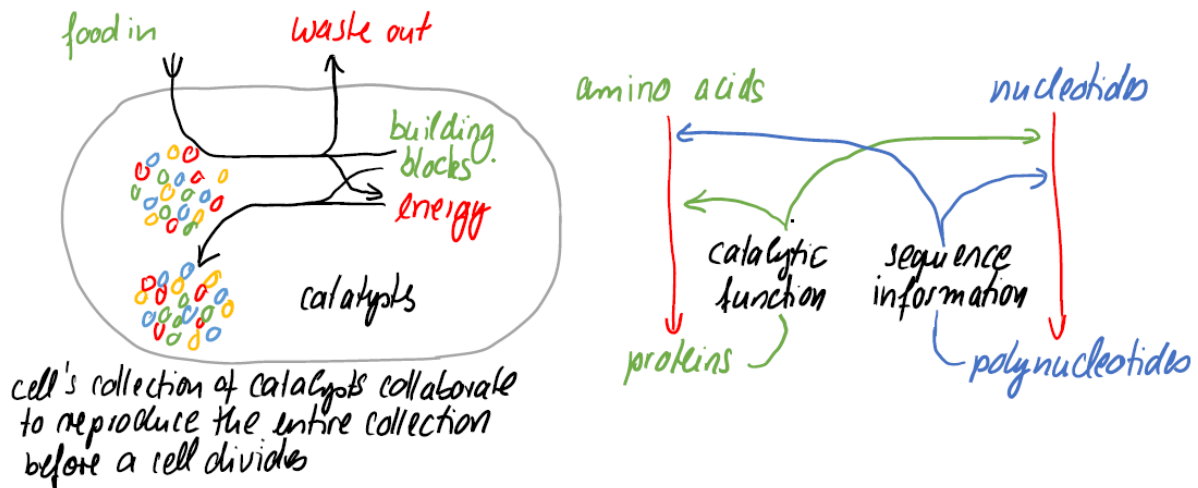 food in
waste out
building
blocks.
energy
catalysts
cell's collection of catalysts collaborate
to reproduce the entire collection
before a cell divides
amino acids
nucleotides
catalytic
function
sequence
information
proteins
polynucleotides